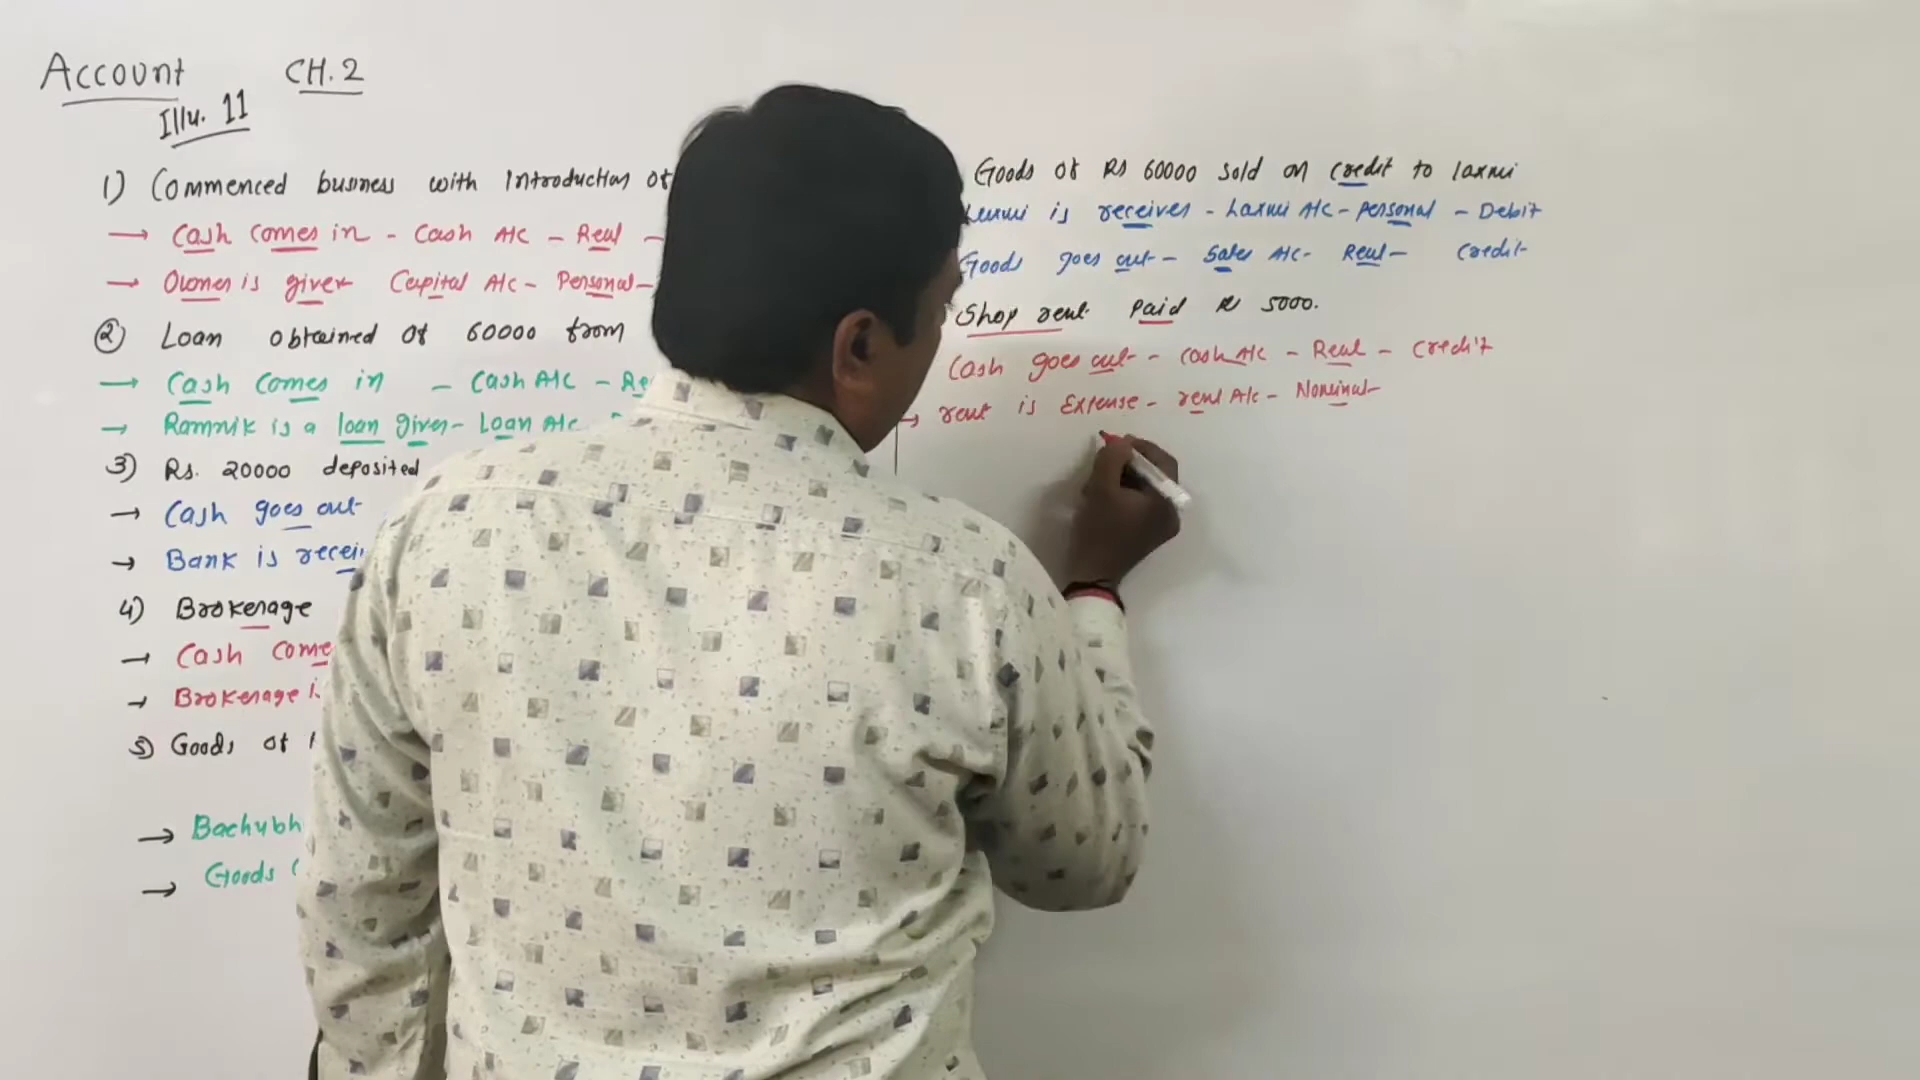 Account CH.2
Illu. 11
1) Commenced business with Introduction of
→ Cash comes in - Cash A/c - Real -
→ Owner is giver Capital A/c - Personal -
② Loan obtained of 60000 from
→ Cash comes in - Cash A/c - Re
→ Ramnik is a loan giver - Loan A/c
3) Rs. 20000 deposited
→ Cash goes out
→ Bank is recei
4) Brokerage
→ Cash come
→ Brokerage i
5) Goods of
→ Bachubh
→ Goods
Goods of Rs 60000 sold on credit to laxmi
Laxmi is receiver - Laxmi A/c - personal - Debit
Goods goes out - Sales A/c - Real - Credit
Shop rent Paid Rs 5000.
Cash goes out - cash A/c - Real - Credit
→ rent is Expense - rent A/c - Nominal -